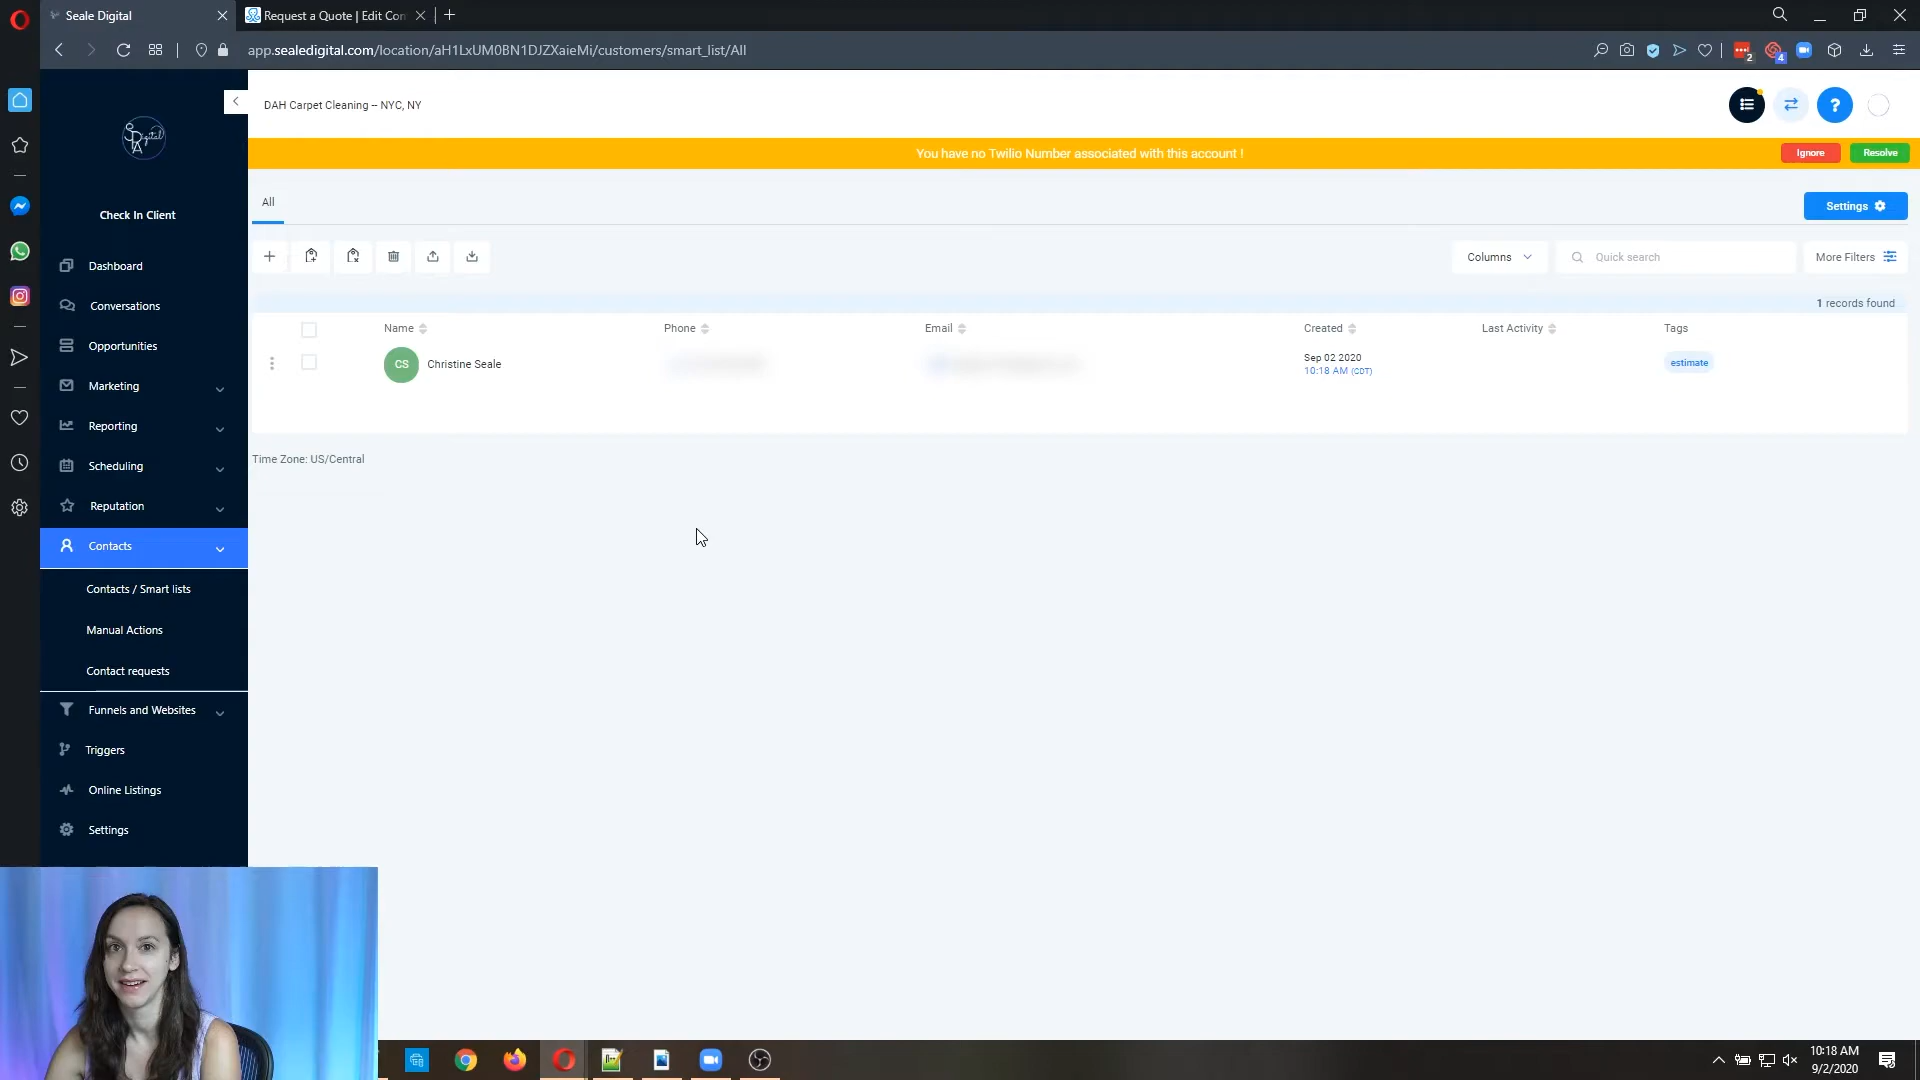 Seale Digital
Request a Quote | Edit Con
app.sealedigital.com/location/aH1LxUM0BN1DJZXaieMi/customers/smart_list/All
2
4
DAH Carpet Cleaning -- NYC, NY
You have no Twilio Number associated with this account !
Ignore
Resolve
Check In Client
Dashboard
Conversations
Opportunities
Marketing
Reporting
Scheduling
Reputation
Contacts
Contacts / Smart lists
Manual Actions
Contact requests
Funnels and Websites
Triggers
Online Listings
Settings
All
Settings
Columns
Quick search
More Filters
1 records found
Name
Phone
Email
Created
Last Activity
Tags
CS
Christine Seale
Sep 02 2020
10:18 AM (CDT)
estimate
Time Zone: US/Central
10:18 AM
9/2/2020